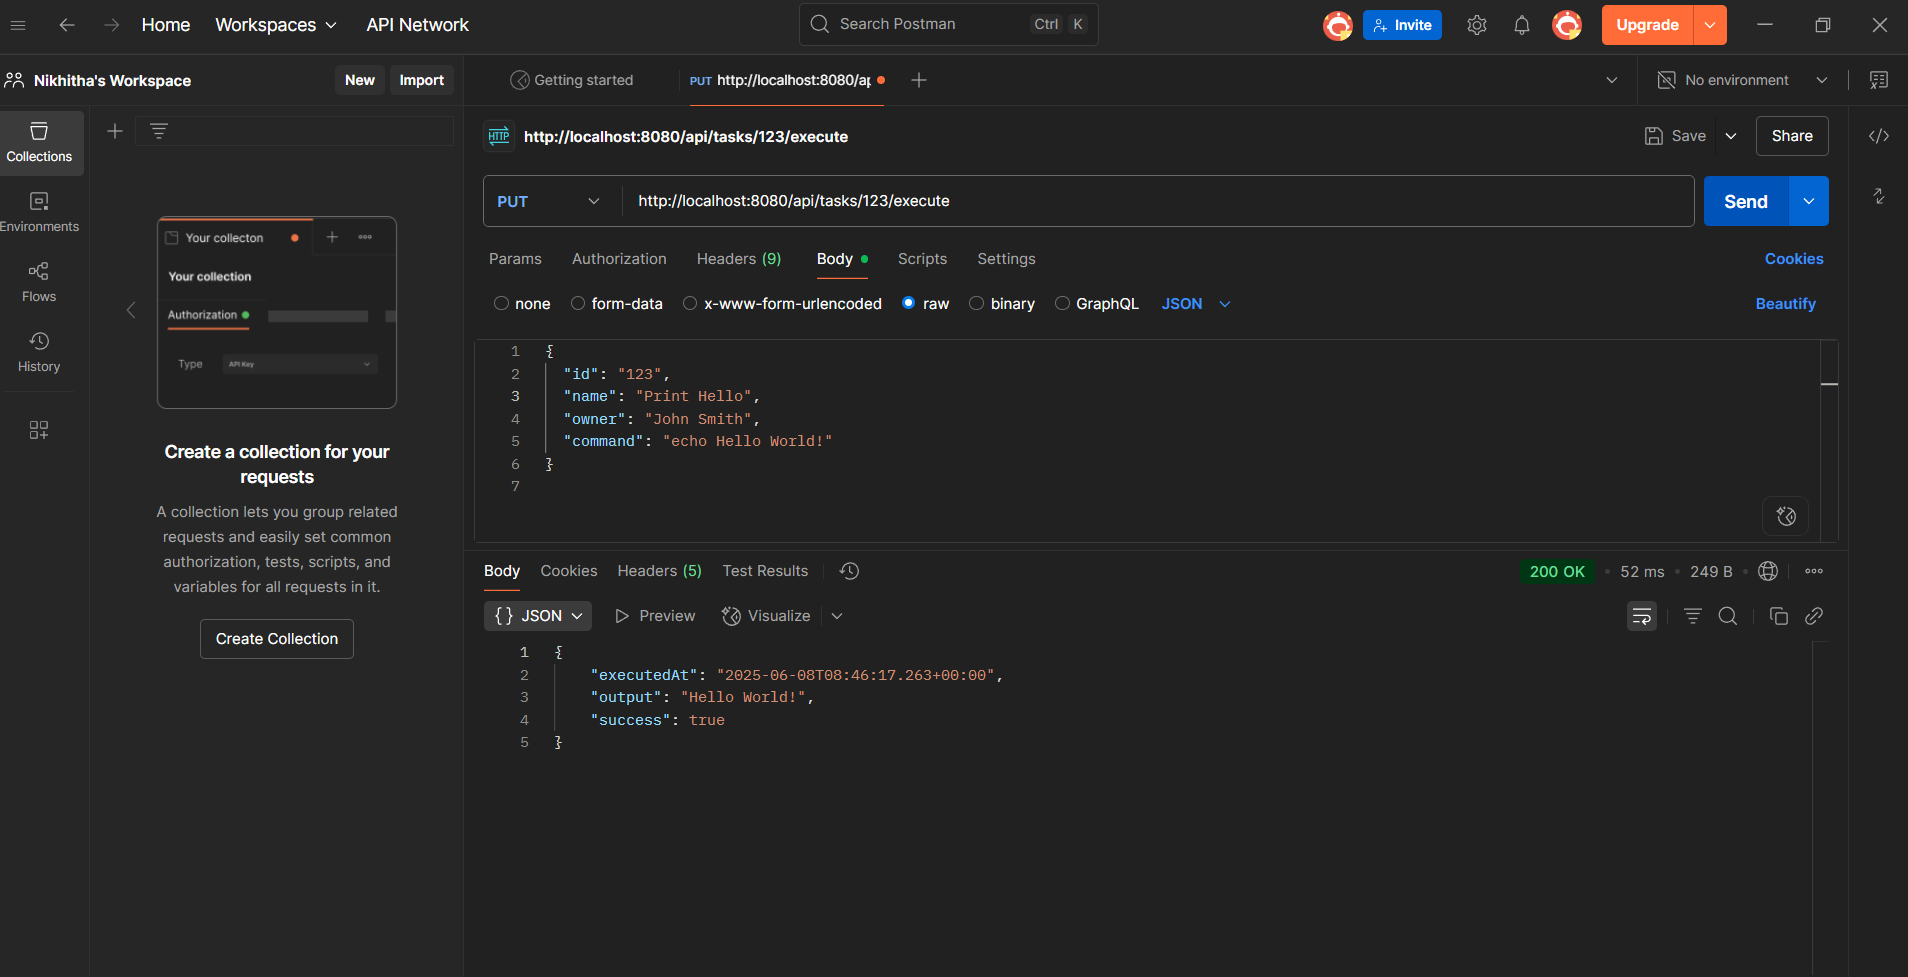 Home Workspaces API Network Search Postman Ctrl K Invite Upgrade
Nikhitha's Workspace New Import Getting started PUT http://localhost:8080/ap No environment
Collections
Environments
Flows
History
Your collecton
Your collection
Authorization
Type API Key
Create a collection for your
requests
A collection lets you group related
requests and easily set common
authorization, tests, scripts, and
variables for all requests in it.
Create Collection
HTTP http://localhost:8080/api/tasks/123/execute Save Share
PUT http://localhost:8080/api/tasks/123/execute Send
Params Authorization Headers (9) Body Scripts Settings Cookies
none form-data x-www-form-urlencoded raw binary GraphQL JSON Beautify
1 {
2 "id": "123",
3 "name": "Print Hello",
4 "owner": "John Smith",
5 "command": "echo Hello World!"
6 }
7
Body Cookies Headers (5) Test Results 200 OK • 52 ms • 249 B
{} JSON Preview Visualize
1 {
2 "executedAt": "2025-06-08T08:46:17.263+00:00",
3 "output": "Hello World!",
4 "success": true
5 }